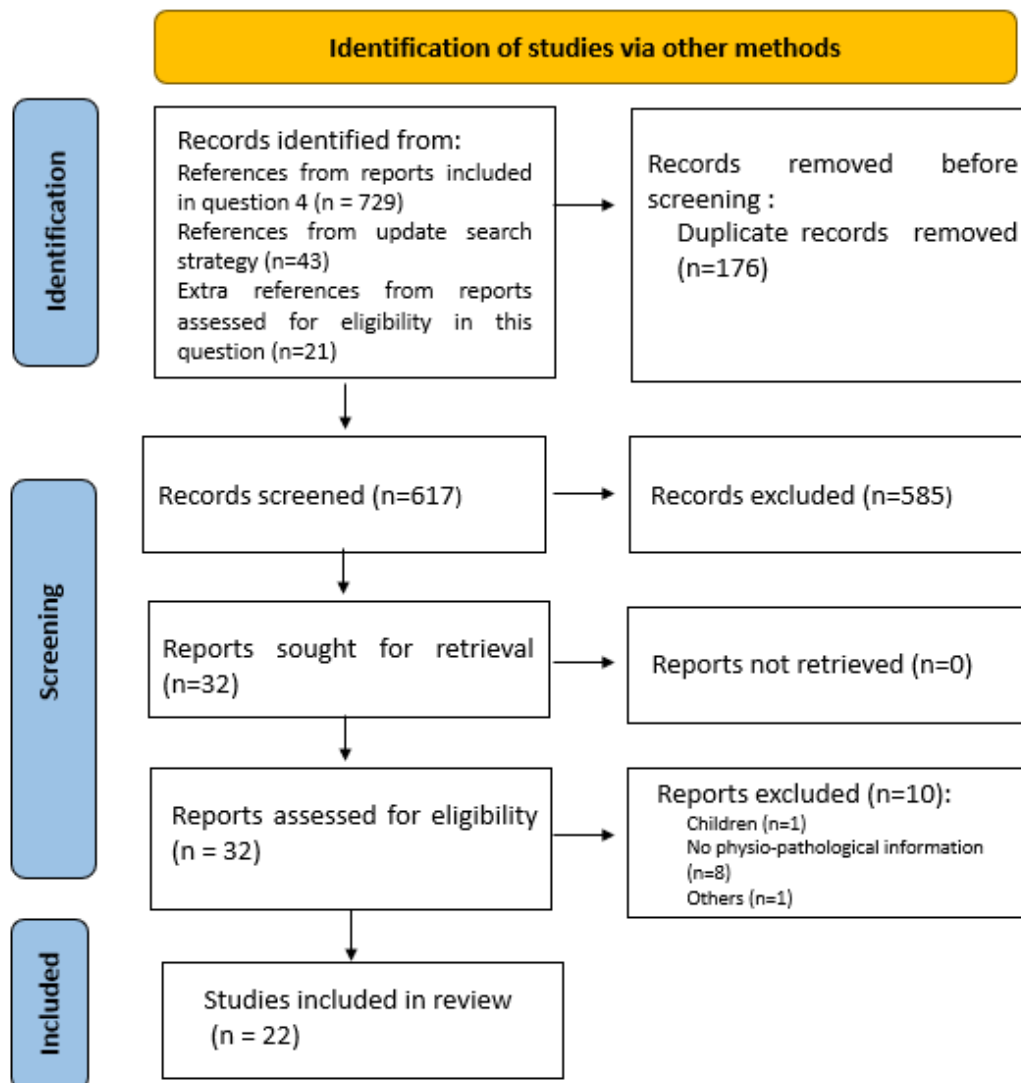 Identification of studies via other methods
Identification
Records identified from:
References from reports included
in question 4 (n = 729)
References from update search
strategy (n=43)
Extra references from reports
assessed for eligibility in this
question (n=21)
Records removed before
screening :
Duplicate records removed
(n=176)
Screening
Records screened (n=617)
Records excluded (n=585)
Reports sought for retrieval
(n=32)
Reports not retrieved (n=0)
Reports assessed for eligibility
(n = 32)
Reports excluded (n=10):
Children (n=1)
No physio-pathological information
(n=8)
Others (n=1)
Included
Studies included in review
(n = 22)